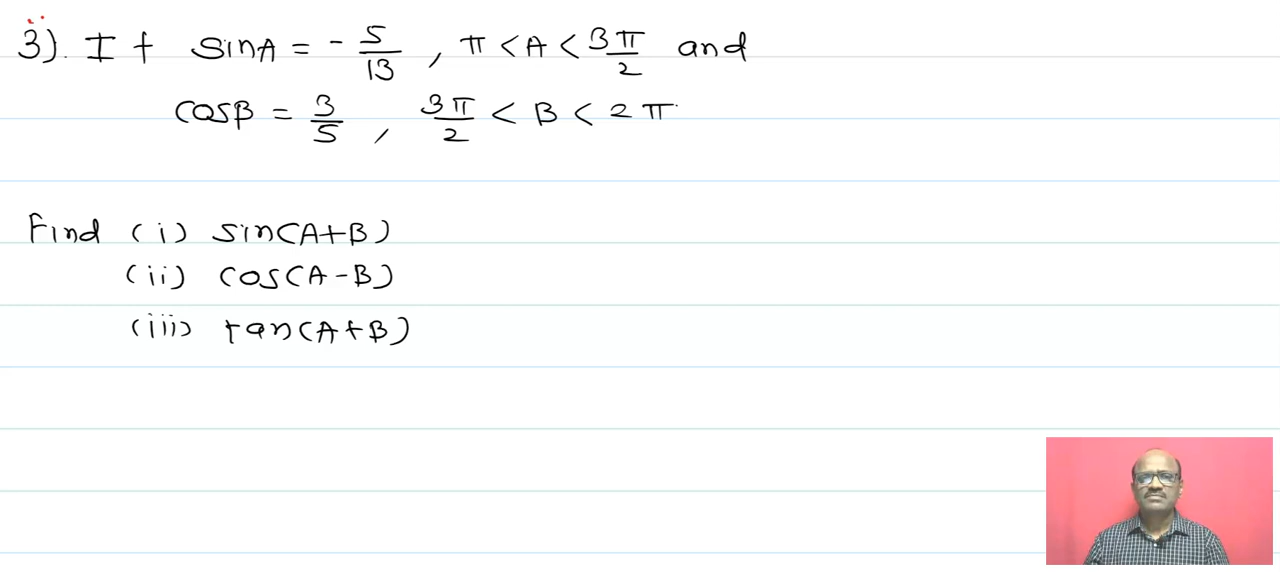 3). If sinA = -5/13, π < A < 3π/2 and
cosB = 3/5, 3π/2 < B < 2π
Find (i) sin(A+B)
(ii) cos(A-B)
(iii) tan(A+B)